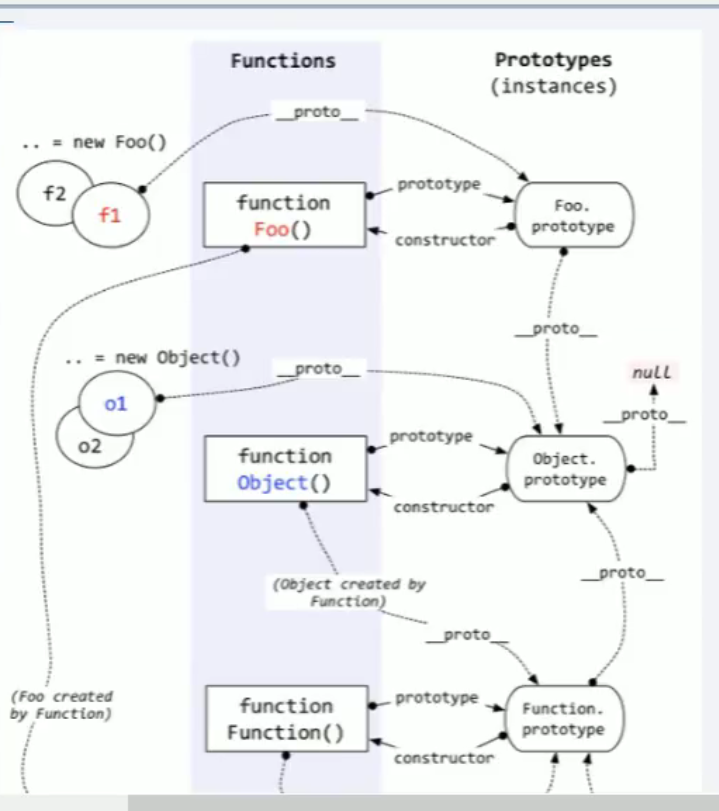 Functions
Prototypes
(instances)
__proto__
.. = new Foo()
f2
f1
function
Foo()
prototype
constructor
Foo.
prototype
__proto__
.. = new Object()
__proto__
null
__proto__
o1
o2
function
Object()
prototype
constructor
Object.
prototype
(Object created by
Function)
__proto__
__proto__
(Foo created
by Function)
function
Function()
prototype
constructor
Function.
prototype